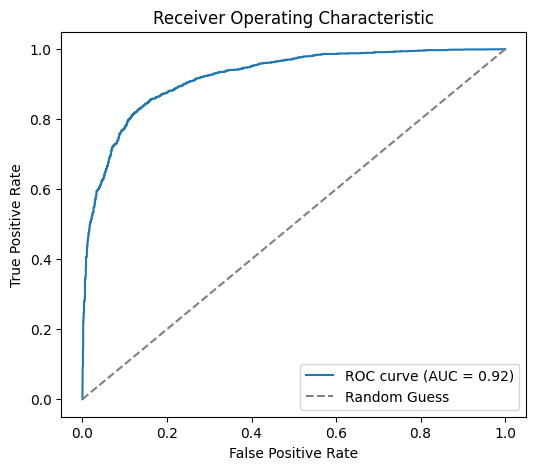 Receiver Operating Characteristic
True Positive Rate
1.0
0.8
0.6
0.4
0.2
0.0
0.0 0.2 0.4 0.6 0.8 1.0
False Positive Rate
ROC curve (AUC = 0.92)
Random Guess